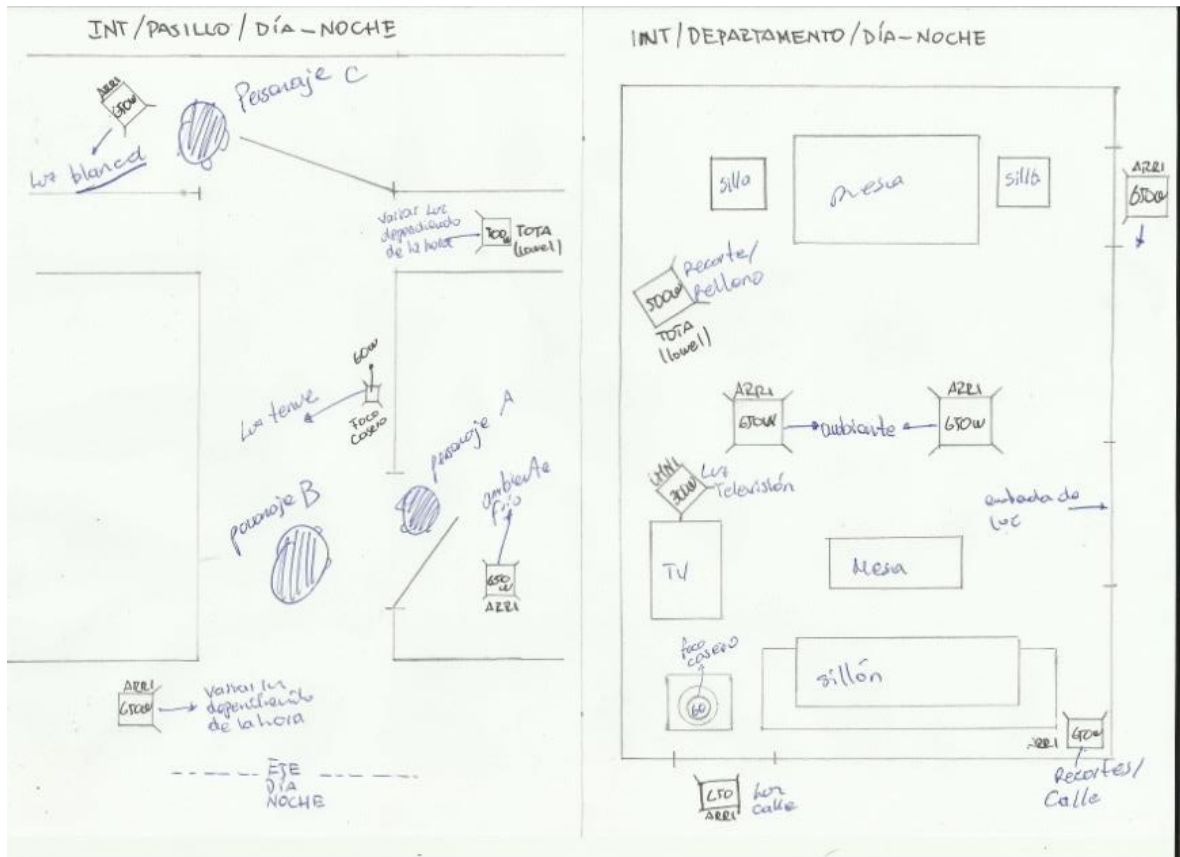 INT/PASILLO/DÍA-NOCHE
ARRI
650W
Personaje C
Luz blanca
variar luz
dependiendo
de la hora
TOTA
(lowel)
60W
Luz tenue
Foco
Casero
personaje A
ambiente
frío
personaje B
650
W
ARRI
ARRI
650W
variar luz
dependiendo
de la hora
EJE
DÍA
NOCHE
INT/DEPARTAMENTO/DÍA-NOCHE
silla
mesa
silla
ARRI
650W
Recorte/
Relleno
500W
TOTA
(lowel)
ARRI
650W
ambiente
ARRI
650W
300W
Luz
Televisión
entrada de
luz
TV
Mesa
foco
casero
60
sillón
ARRI
650W
Recortes/
Calle
650
ARRI
Luz
calle